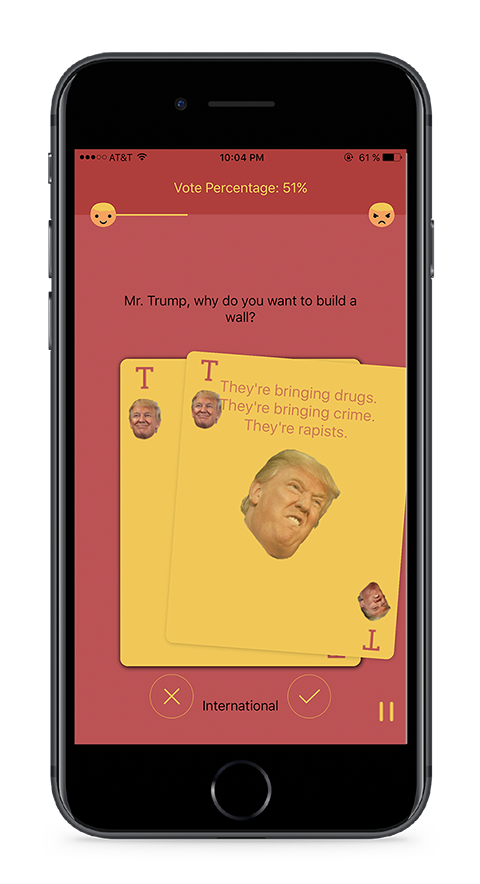 AT&T 10:04 PM 61 %
Vote Percentage: 51%
Mr. Trump, why do you want to build a
wall?
T
T
They're bringing drugs.
They're bringing crime.
They're rapists.
T
International